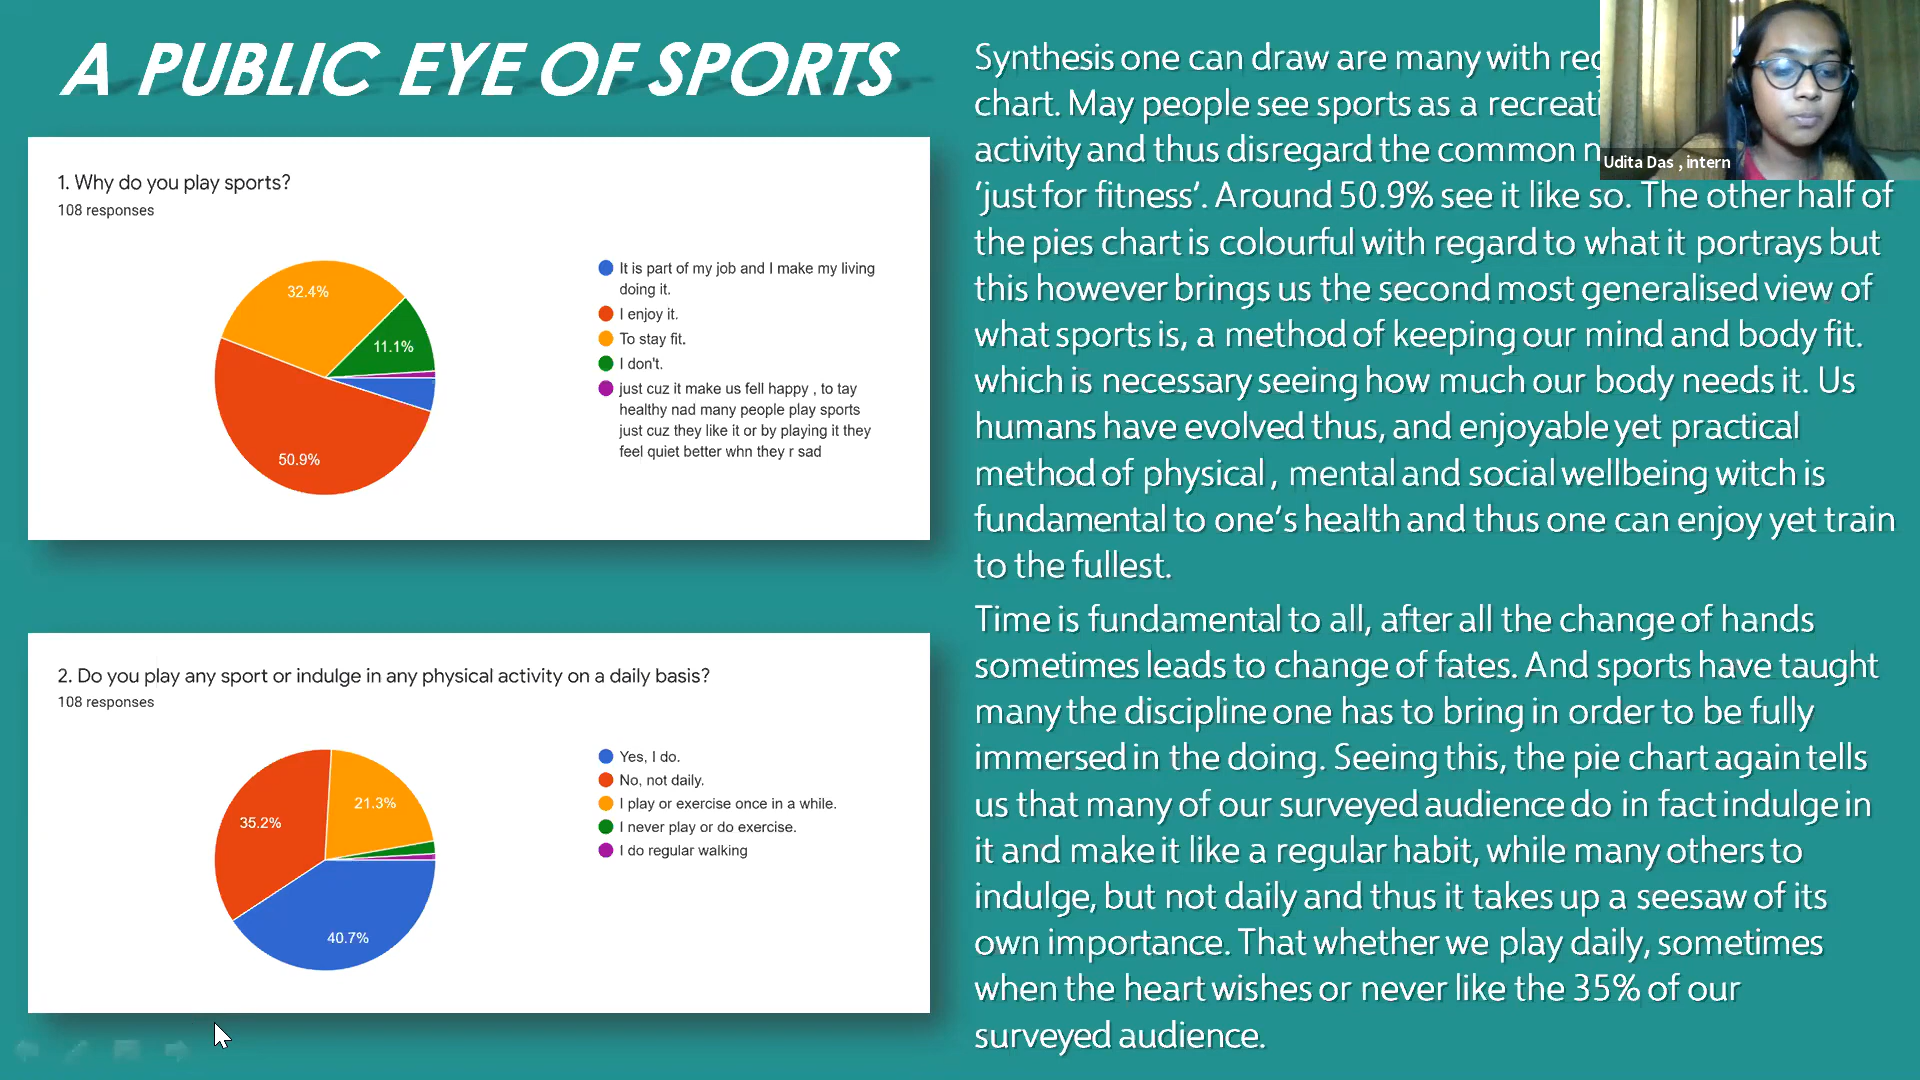 A PUBLIC EYE OF SPORTS
1. Why do you play sports?
108 responses
32.4%
11.1%
50.9%
It is part of my job and I make my living
doing it.
I enjoy it.
To stay fit.
I don't.
just cuz it make us fell happy , to tay
healthy nad many people play sports
just cuz they like it or by playing it they
feel quiet better whn they r sad
2. Do you play any sport or indulge in any physical activity on a daily basis?
108 responses
35.2%
21.3%
40.7%
Yes, I do.
No, not daily.
I play or exercise once in a while.
I never play or do exercise.
I do regular walking
Synthesis one can draw are many with
chart. May people see sports as a
activity and thus disregard the common
'just for fitness'. Around 50.9% see it like so. The other half of
the pies chart is colourful with regard to what it portrays but
this however brings us the second most generalised view of
what sports is, a method of keeping our mind and body fit.
which is necessary seeing how much our body needs it. Us
humans have evolved thus, and enjoyable yet practical
method of physical , mental and social wellbeing witch is
fundamental to one's health and thus one can enjoy yet train
to the fullest.
Time is fundamental to all, after all the change of hands
sometimes leads to change of fates. And sports have taught
many the discipline one has to bring in order to be fully
immersed in the doing. Seeing this, the pie chart again tells
us that many of our surveyed audience do in fact indulge in
it and make it like a regular habit, while many others to
indulge, but not daily and thus it takes up a seesaw of its
own importance. That whether we play daily, sometimes
when the heart wishes or never like the 35% of our
surveyed audience.
Udita Das , intern